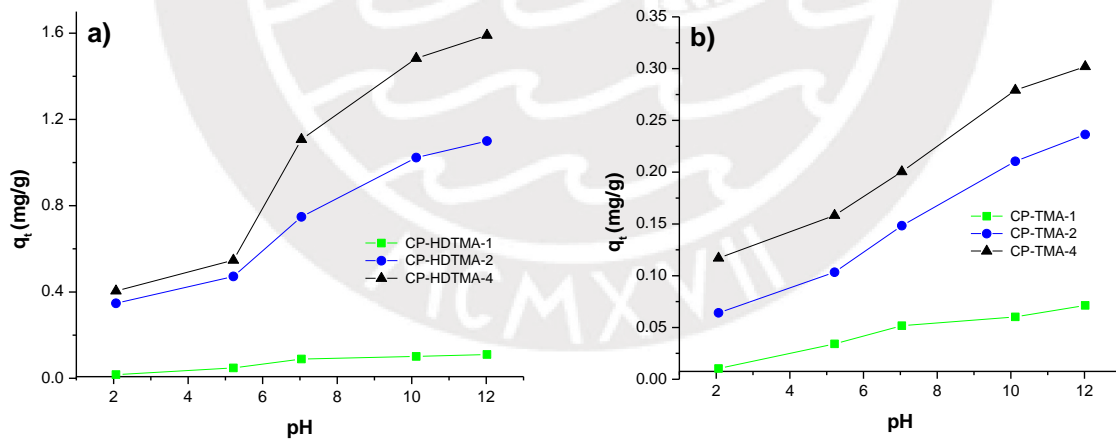 a)
1.6
1.2
0.8
0.4
0.0
qt (mg/g)
CP-HDTMA-1
CP-HDTMA-2
CP-HDTMA-4
2 4 6 8 10 12
pH
b)
0.35
0.30
0.25
0.20
0.15
0.10
0.05
0.00
qt (mg/g)
CP-TMA-1
CP-TMA-2
CP-TMA-4
2 4 6 8 10 12
pH
MCMXVII